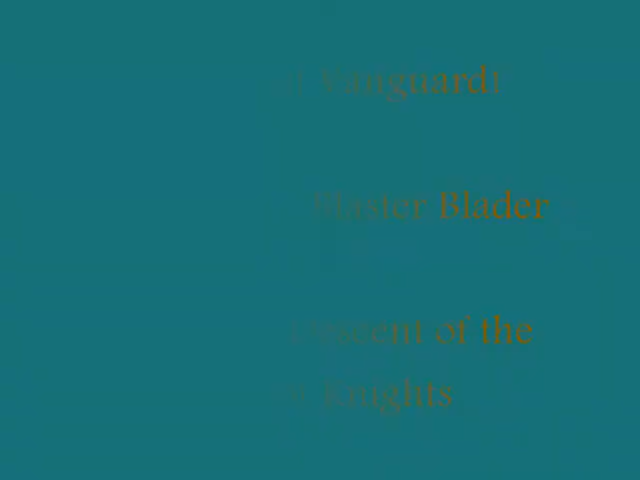 Vanguard!
Blaster Blader
Descent of the
Knights